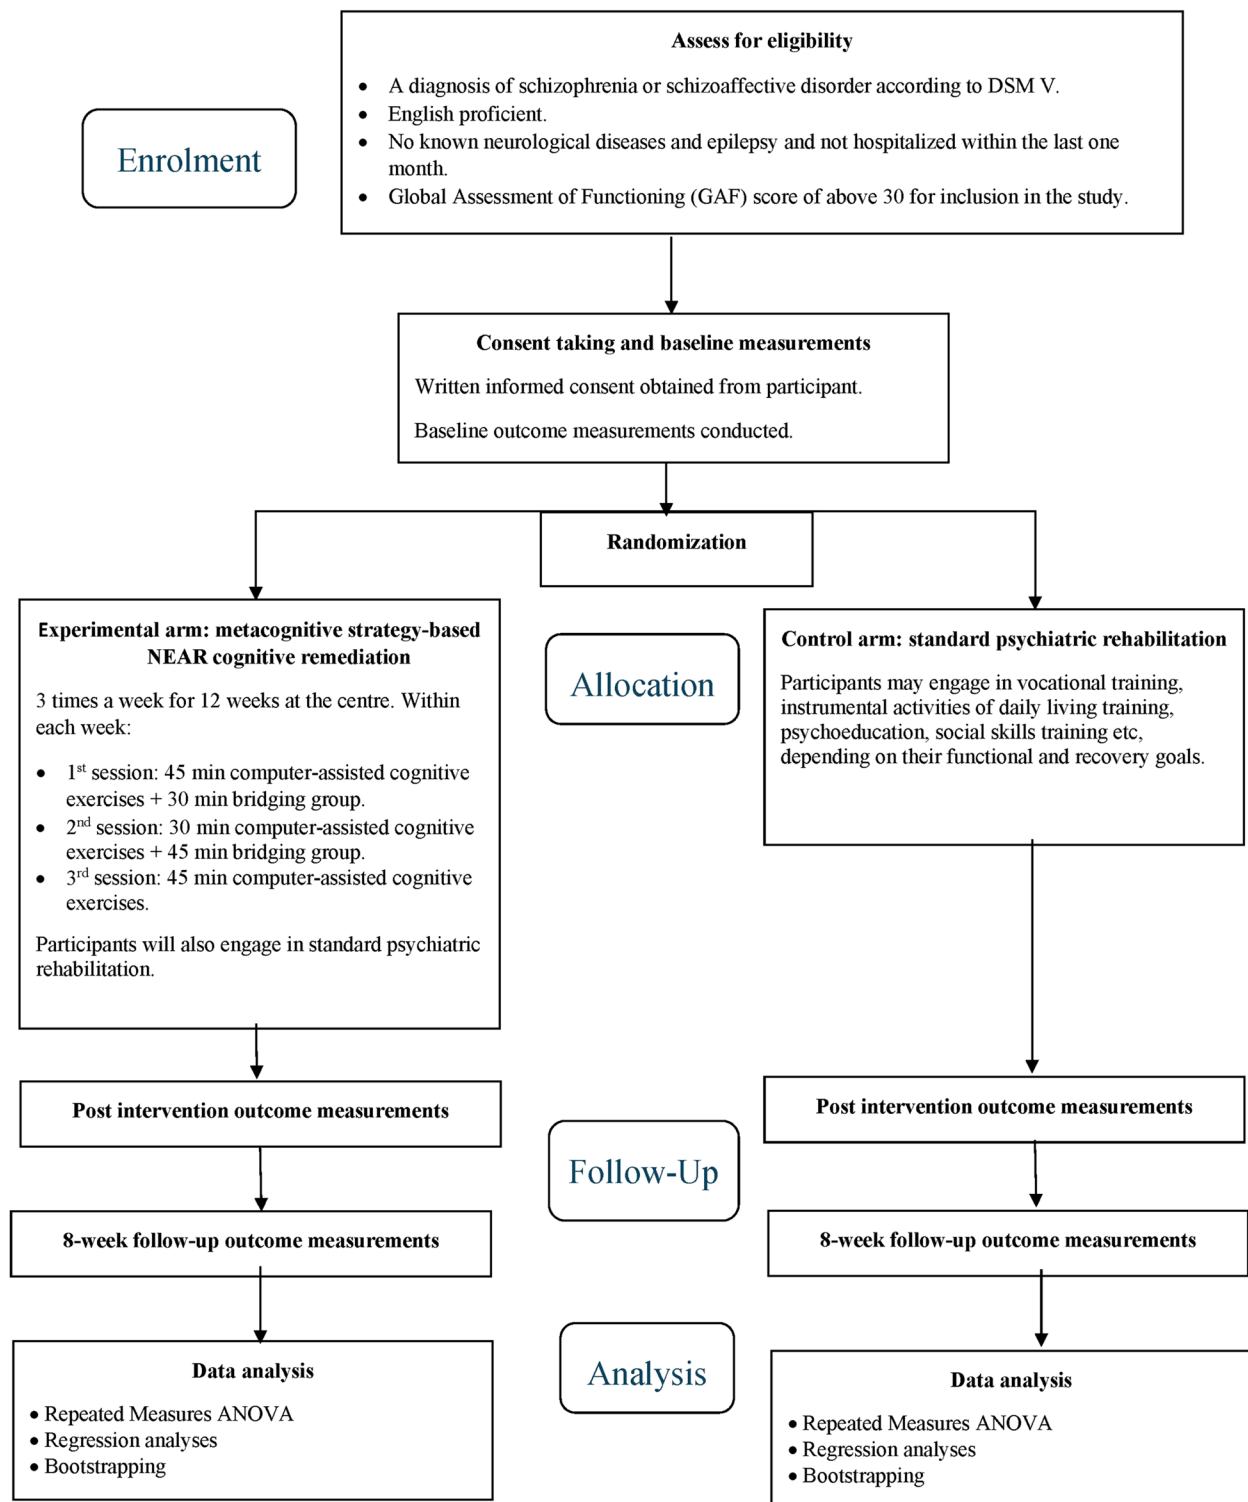 Assess for eligibility
• A diagnosis of schizophrenia or schizoaffective disorder according to DSM V.
• English proficient.
• No known neurological diseases and epilepsy and not hospitalized within the last one
month.
• Global Assessment of Functioning (GAF) score of above 30 for inclusion in the study.
Enrolment
Consent taking and baseline measurements
Written informed consent obtained from participant.
Baseline outcome measurements conducted.
Randomization
Experimental arm: metacognitive strategy-based
NEAR cognitive remediation
3 times a week for 12 weeks at the centre. Within
each week:
• 1st session: 45 min computer-assisted cognitive
exercises + 30 min bridging group.
• 2nd session: 30 min computer-assisted cognitive
exercises + 45 min bridging group.
• 3rd session: 45 min computer-assisted cognitive
exercises.
Participants will also engage in standard psychiatric
rehabilitation.
Allocation
Control arm: standard psychiatric rehabilitation
Participants may engage in vocational training,
instrumental activities of daily living training,
psychoeducation, social skills training etc,
depending on their functional and recovery goals.
Post intervention outcome measurements
Post intervention outcome measurements
Follow-Up
8-week follow-up outcome measurements
8-week follow-up outcome measurements
Analysis
Data analysis
• Repeated Measures ANOVA
• Regression analyses
• Bootstrapping
Data analysis
• Repeated Measures ANOVA
• Regression analyses
• Bootstrapping